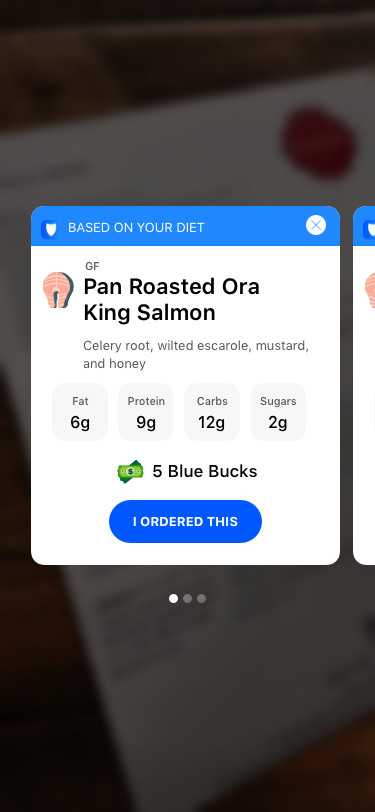 BASED ON YOUR DIET
GF
Pan Roasted Ora
King Salmon
Celery root, wilted escarole, mustard,
and honey
Fat
Protein
Carbs
Sugars
6g
9g
12g
2g
5 Blue Bucks
I ORDERED THIS